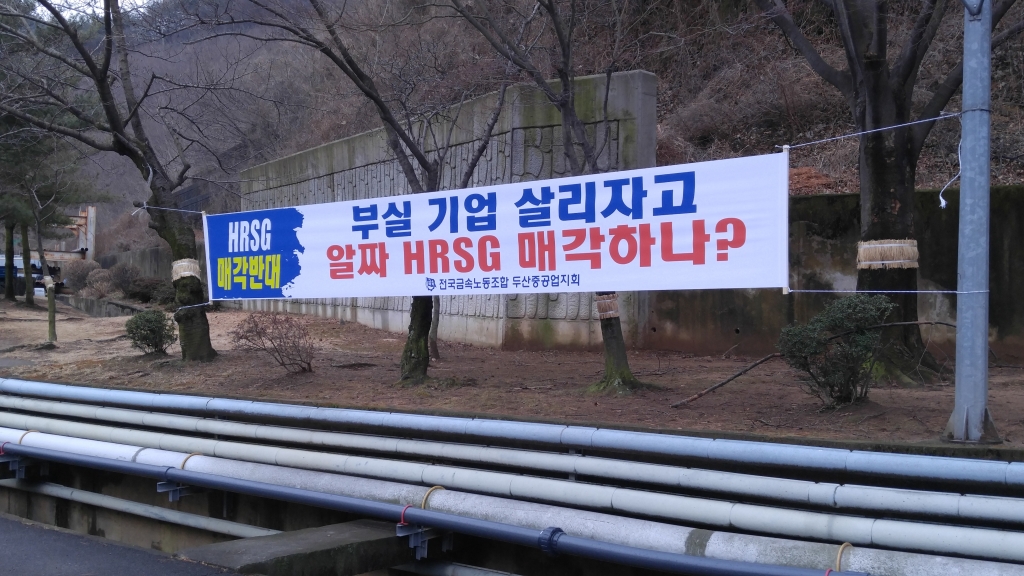 HRSG
매각반대
부실 기업 살리자고
알짜 HRSG 매각하나?
전국금속노동조합 두산중공업지회